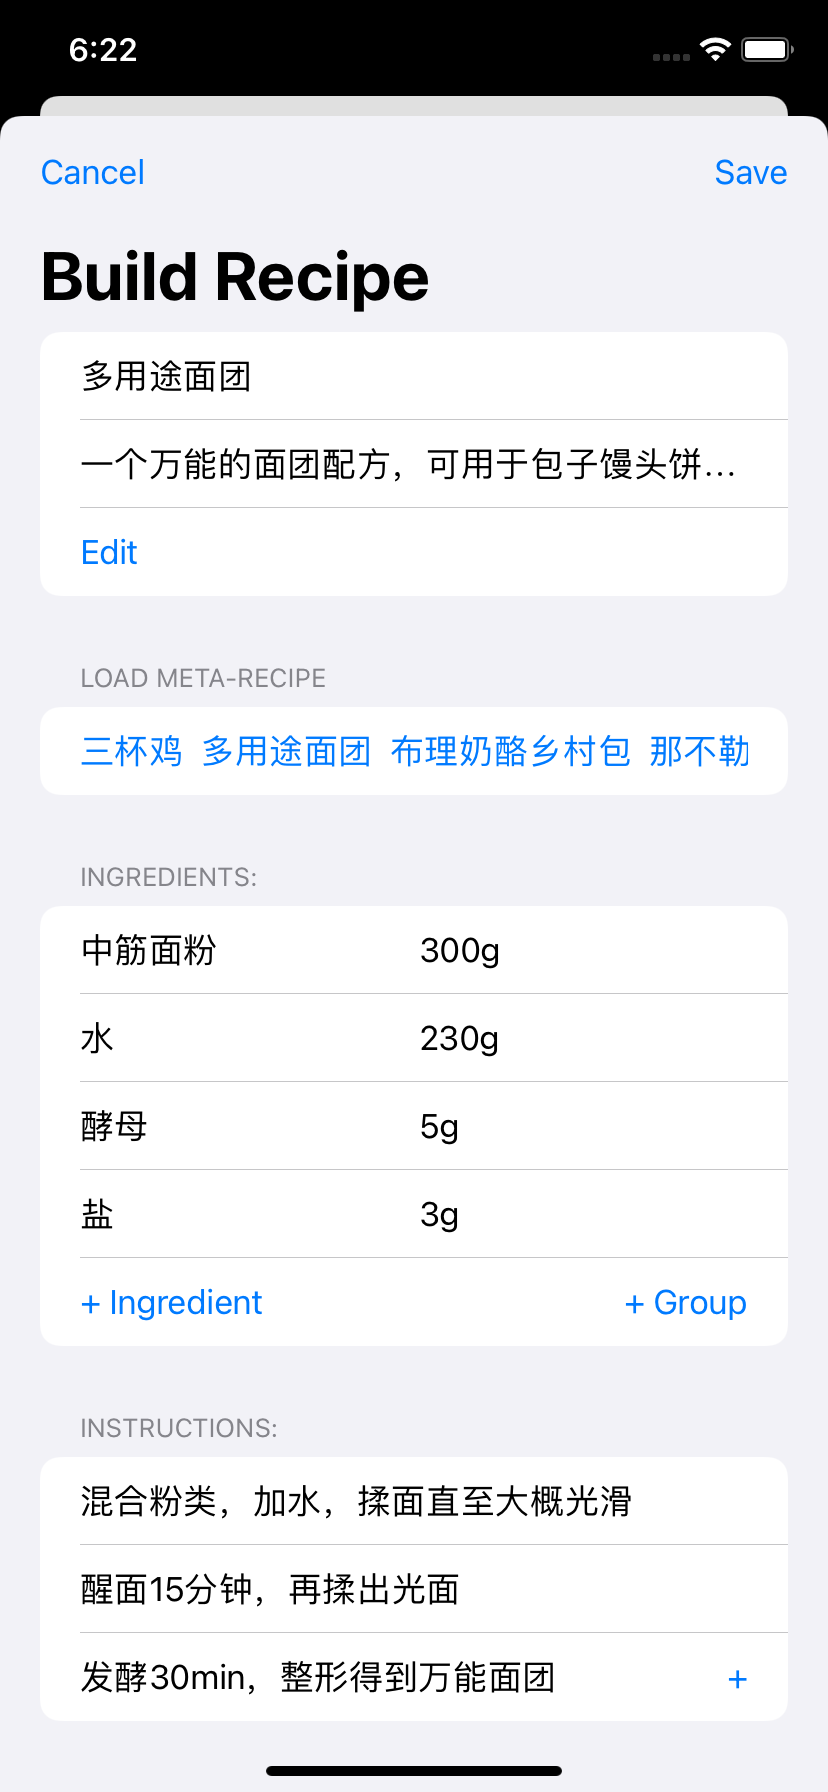 6:22
Cancel Save
Build Recipe
多用途面团
一个万能的面团配方，可用于包子馒头饼…
Edit
LOAD META-RECIPE
三杯鸡 多用途面团 布理奶酪乡村包 那不勒
INGREDIENTS:
中筋面粉 300g
水 230g
酵母 5g
盐 3g
+ Ingredient + Group
INSTRUCTIONS:
混合粉类，加水，揉面直至大概光滑
醒面15分钟，再揉出光面
发酵30min，整形得到万能面团 +